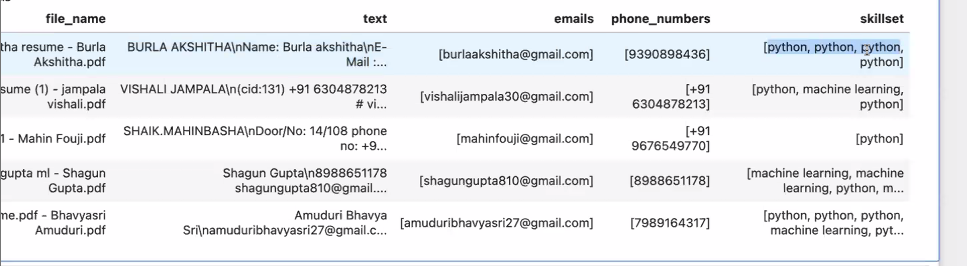 file_name text emails phone_numbers skillset
tha resume - Burla BURLA AKSHITHA\nName: Burla akshitha\nE- [burlaakshitha@gmail.com] [9390898436] [python, python, python,
Akshitha.pdf Mail :... python]
sume (1) - jampala VISHALI JAMPALA\n(cid:131) +91 6304878213 [vishalijampala30@gmail.com] [+91 [python, machine learning,
vishali.pdf # vi... 6304878213] python]
1 - Mahin Fouji.pdf SHAIK.MAHINBASHA\nDoor/No: 14/108 phone [mahinfouji@gmail.com] [+91 [python]
no: +9... 9676549770]
gupta ml - Shagun Shagun Gupta\n8988651178 [shagungupta810@gmail.com] [8988651178] [machine learning, machine
Gupta.pdf shagungupta810@gmail.... learning, python, m...
me.pdf - Bhavyasri Amuduri Bhavya [amuduribhavyasri27@gmail.com] [7989164317] [python, python, python,
Amuduri.pdf Sri\namuduribhavyasri27@gmail.c... machine learning, pyt...